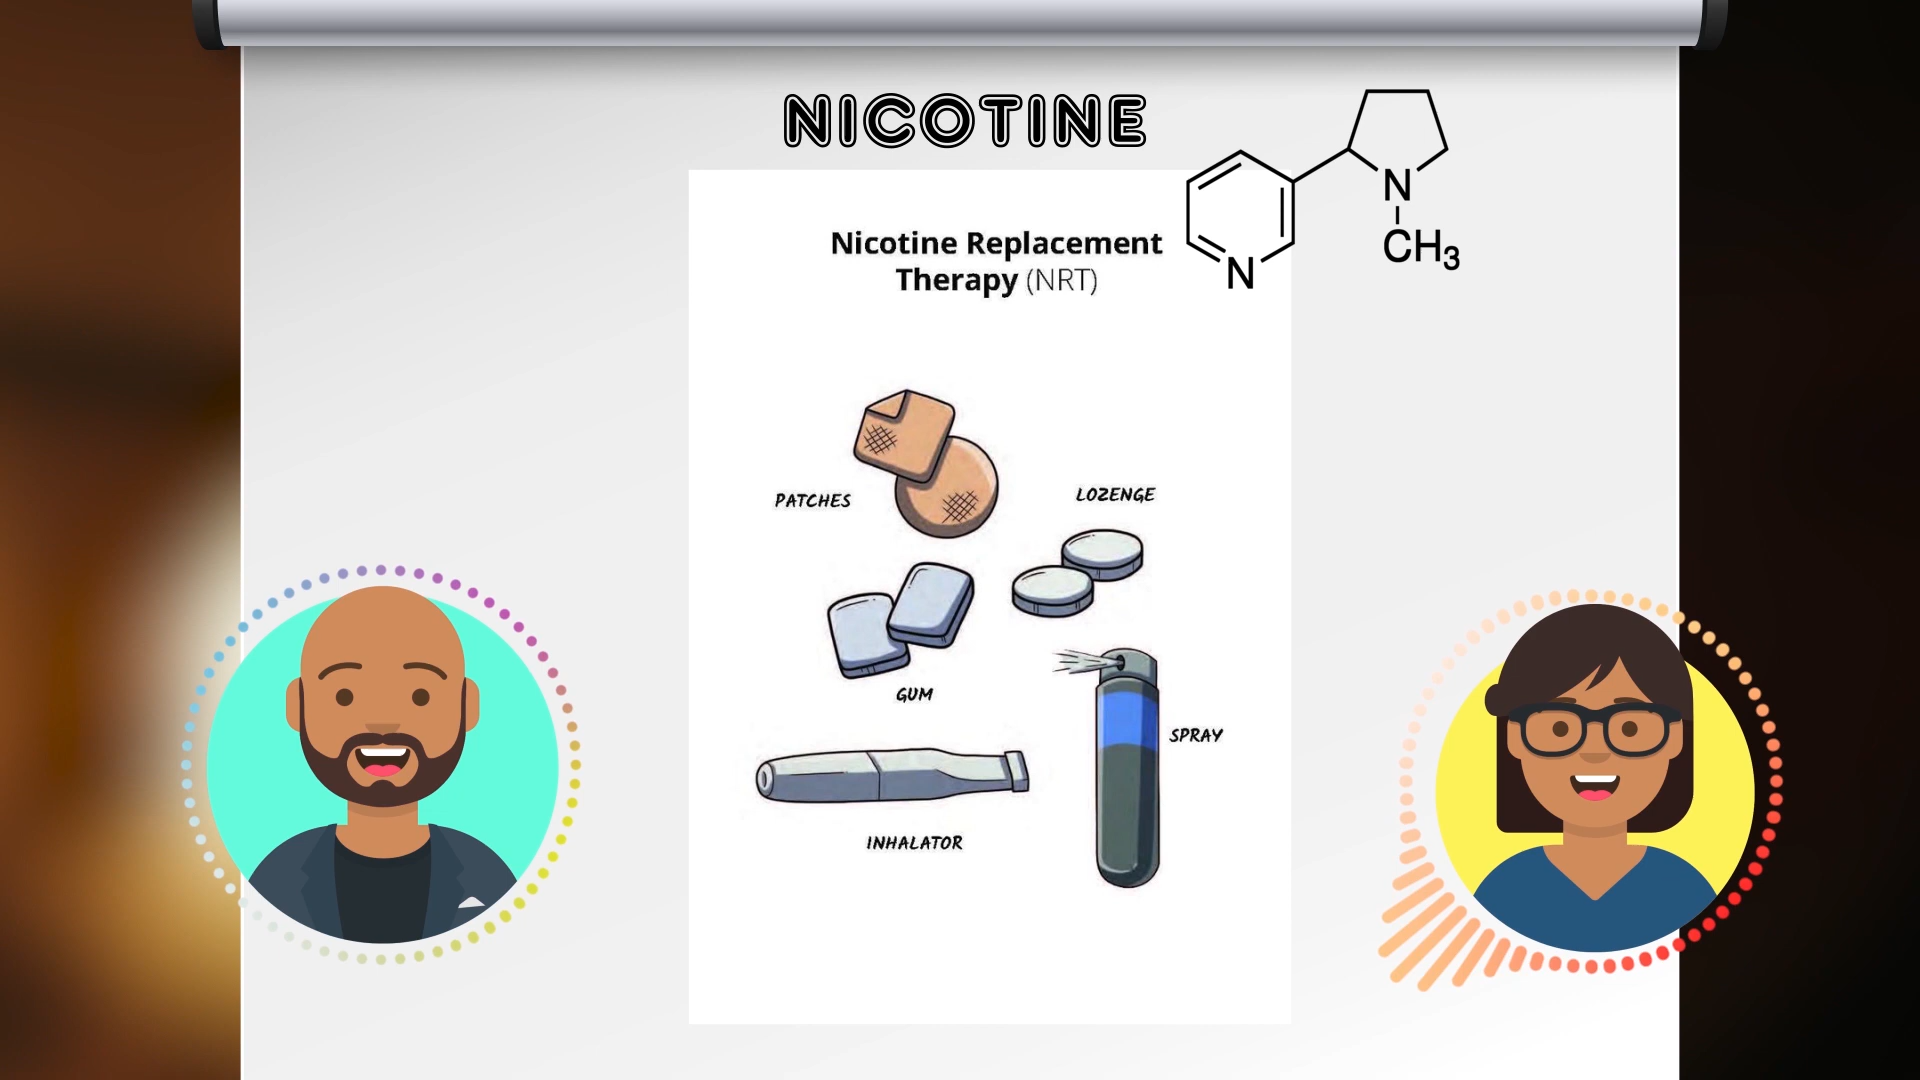 NICOTINE
Nicotine Replacement
Therapy (NRT)
N
CH₃
N
PATCHES
LOZENGE
GUM
SPRAY
INHALATOR